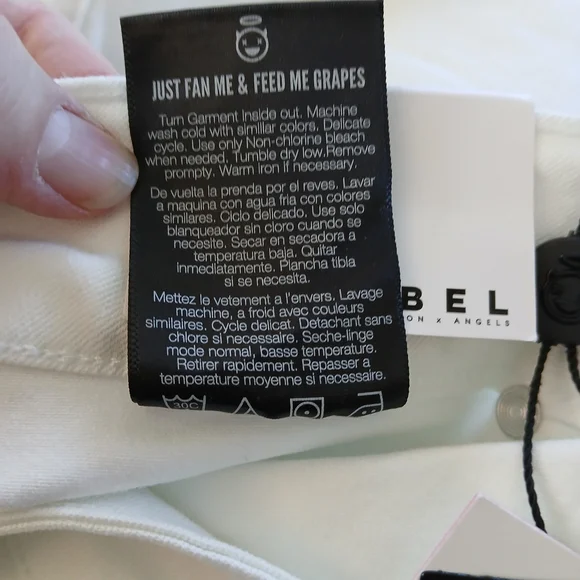 JUST FAN ME & FEED ME GRAPES
Turn Garment Inside out. Machine
wash cold with similiar colors. Delicate
cycle. Use only Non-chlorine bleach
when needed. Tumble dry low.Remove
prompty. Warm iron if necessary.
De vuelta la prenda por el reves. Lavar
a maquina con agua fria con colores
similares. Ciclo delicado. Use solo
blanqueador sin cloro cuando se
necesite. Secar en secadora a
temperatura baja. Quitar
inmediatamente. Plancha tibia
si se necesita.
Mettez le vetement a l'envers. Lavage
machine, a froid avec couleurs
similaires. Cycle delicat. Detachant sans
chlore si necessaire. Seche-linge
mode normal, basse temperature.
Retirer rapidement. Repasser a
temperature moyenne si necessaire.
30C
BEL
ON x ANGELS